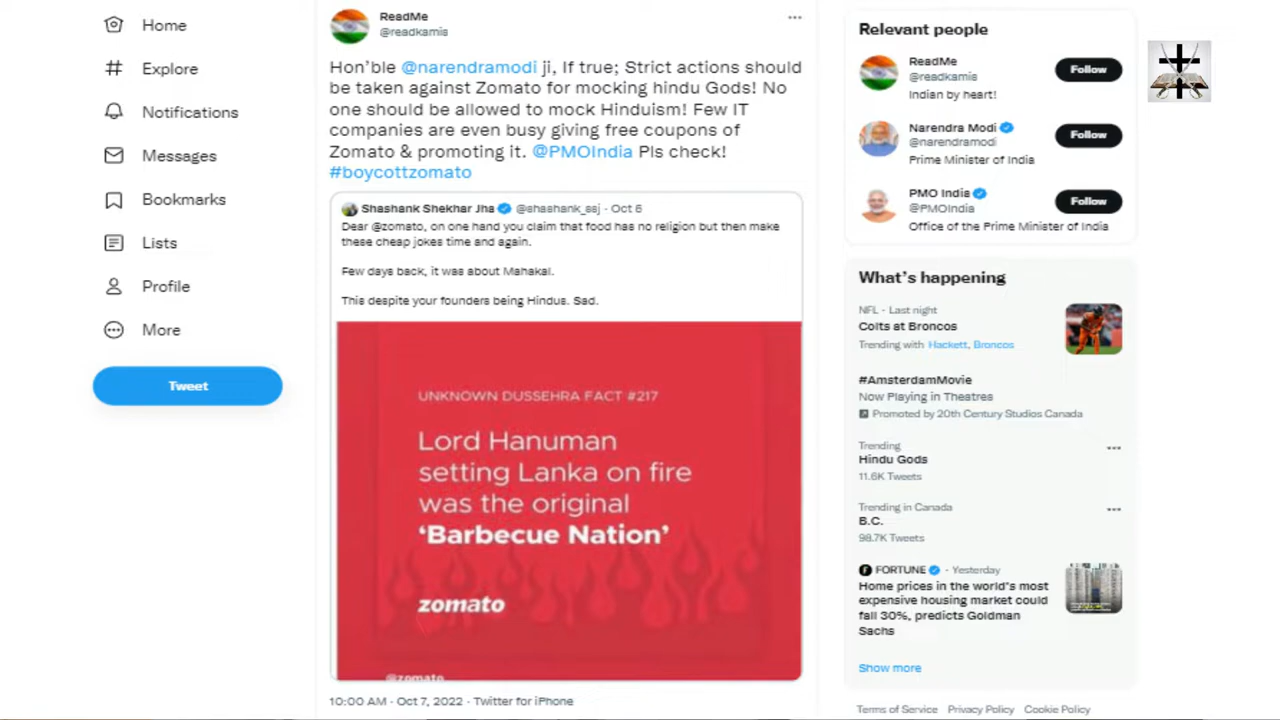 Home
Explore
Notifications
Messages
Bookmarks
Lists
Profile
More
Tweet
ReadMe
@readkamis
Hon'ble @narendramodi ji, If true; Strict actions should
be taken against Zomato for mocking hindu Gods! No
one should be allowed to mock Hinduism! Few IT
companies are even busy giving free coupons of
Zomato & promoting it. @PMOIndia Pls check!
#boycottzomato
Shashank Shekhar Jha @shashank_ssj · Oct 6
Dear @zomato, on one hand you claim that food has no religion but then make
these cheap jokes time and again.
Few days back, it was about Mahakal.
This despite your founders being Hindus. Sad.
UNKNOWN DUSSEHRA FACT #217
Lord Hanuman
setting Lanka on fire
was the original
‘Barbecue Nation’
zomato
@zomato
10:00 AM · Oct 7, 2022 · Twitter for iPhone
Relevant people
ReadMe
@readkamis
Follow
Indian by heart!
Narendra Modi
@narendramodi
Follow
Prime Minister of India
PMO India
@PMOIndia
Follow
Office of the Prime Minister of India
What's happening
NFL · Last night
Colts at Broncos
Trending with Hackett, Broncos
#AmsterdamMovie
Now Playing in Theatres
Promoted by 20th Century Studios Canada
Trending
Hindu Gods
11.6K Tweets
Trending in Canada
B.C.
98.7K Tweets
FORTUNE · Yesterday
Home prices in the world's most
expensive housing market could
fall 30%, predicts Goldman
Sachs
Show more
Terms of Service Privacy Policy Cookie Policy